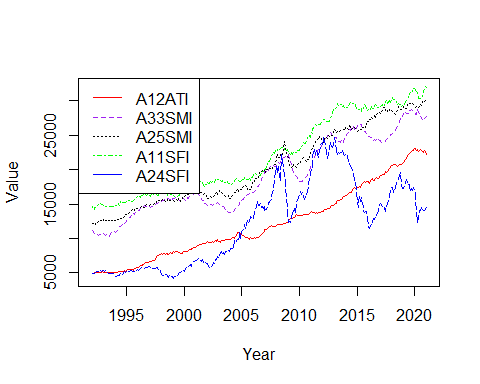 A12ATI
A33SMI
A25SMI
A11SFI
A24SFI
Value
25000
15000
5000
1995 2000 2005 2010 2015 2020
Year